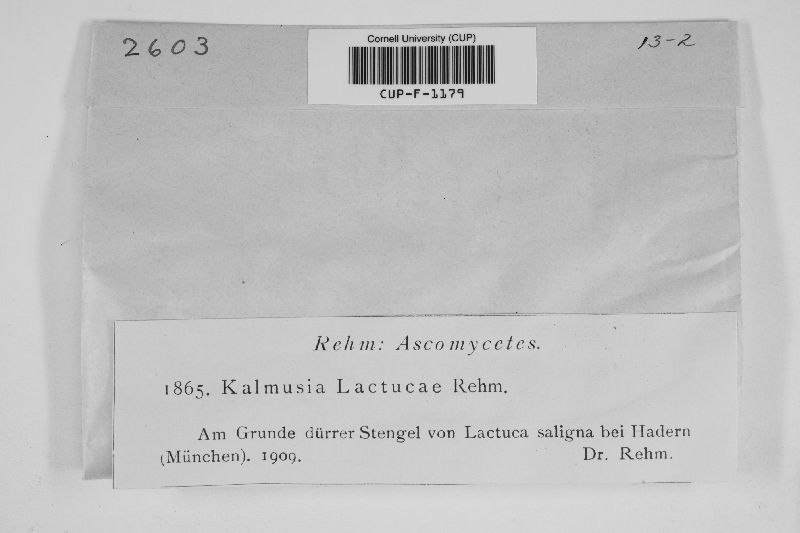 2603
Cornell University (CUP)
13-2
CUP-F-1179
Rehm: Ascomycetes.
1865. Kalmusia Lactucae Rehm.
Am Grunde dürrer Stengel von Lactuca saligna bei Hadern
(München). 1909. Dr. Rehm.